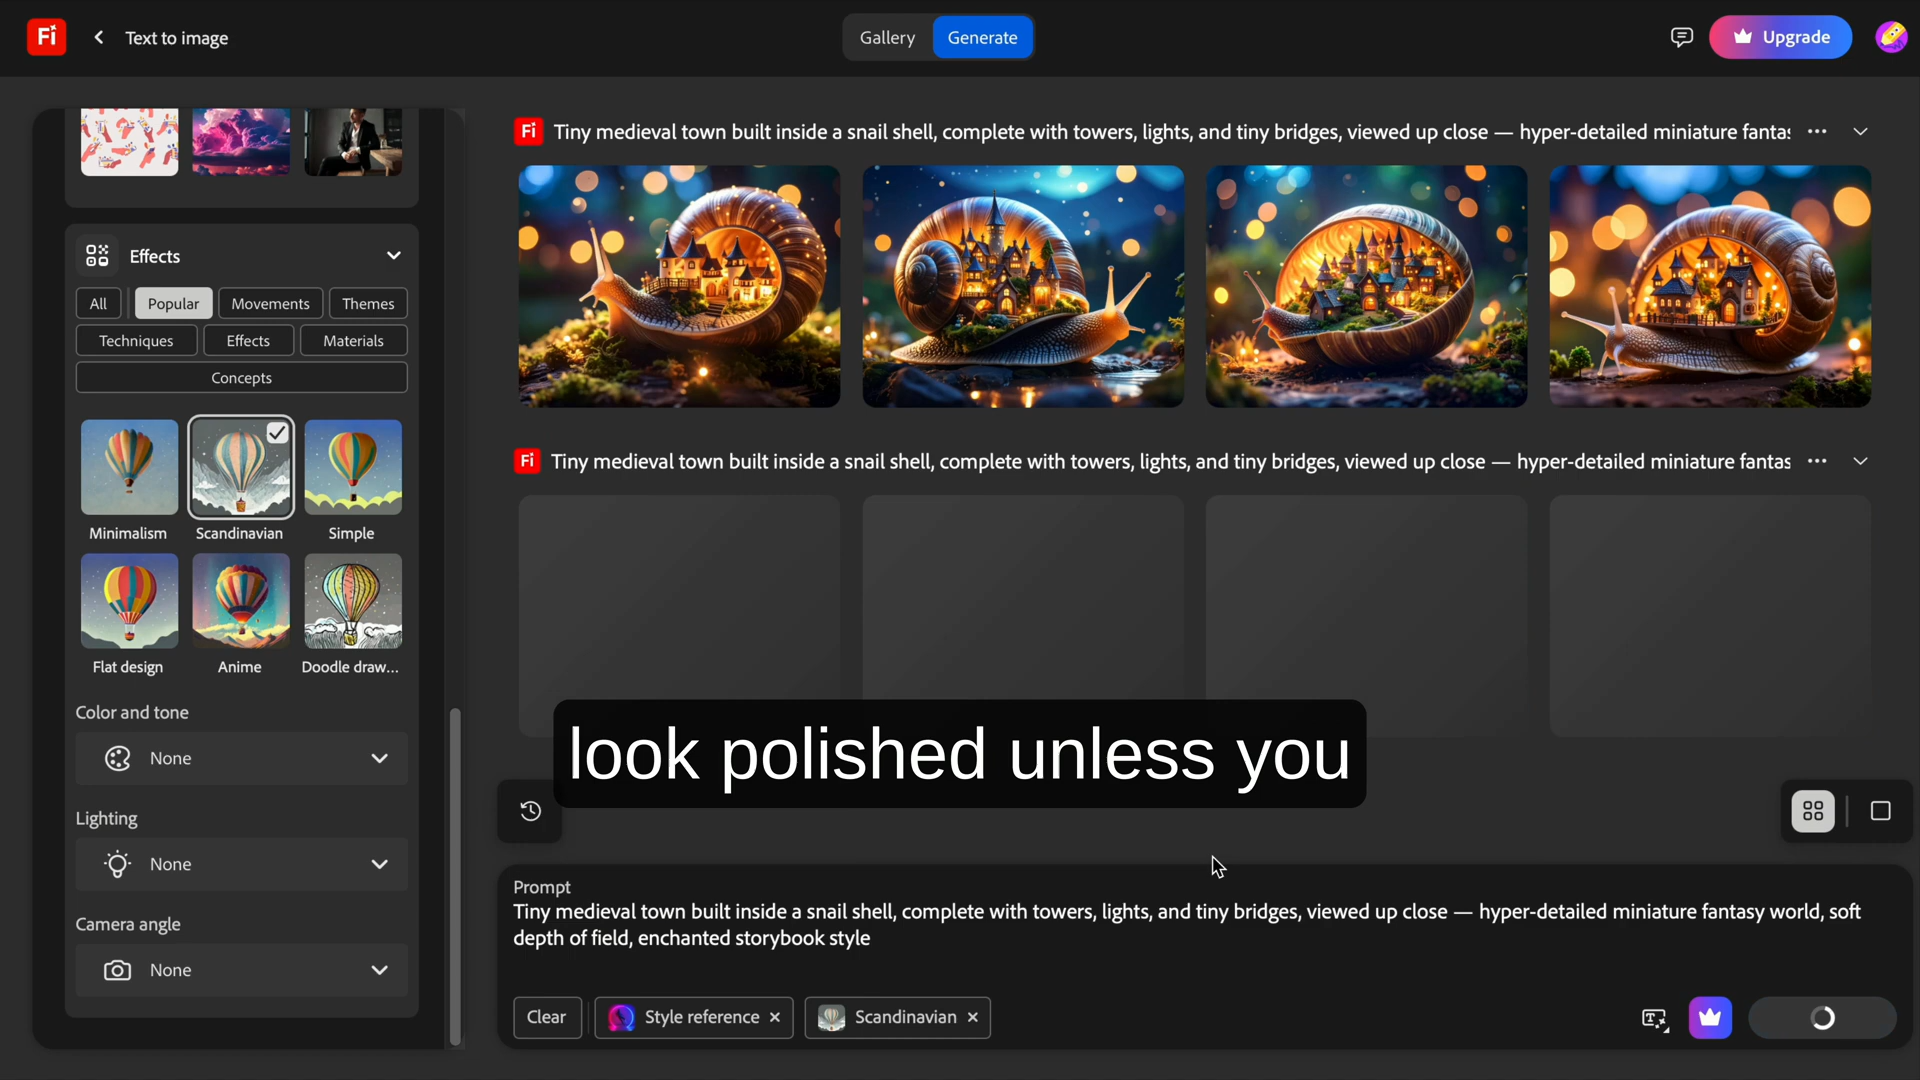 Fi
Text to image
Gallery
Generate
Upgrade
Effects
All
Popular
Movements
Themes
Techniques
Effects
Materials
Concepts
Minimalism
Scandinavian
Simple
Flat design
Anime
Doodle draw...
Color and tone
None
Lighting
None
Camera angle
None
Fi
Tiny medieval town built inside a snail shell, complete with towers, lights, and tiny bridges, viewed up close — hyper-detailed miniature fantas
Fi
Tiny medieval town built inside a snail shell, complete with towers, lights, and tiny bridges, viewed up close — hyper-detailed miniature fantas
look polished unless you
Prompt
Tiny medieval town built inside a snail shell, complete with towers, lights, and tiny bridges, viewed up close — hyper-detailed miniature fantasy world, soft
depth of field, enchanted storybook style
Clear
Style reference
Scandinavian